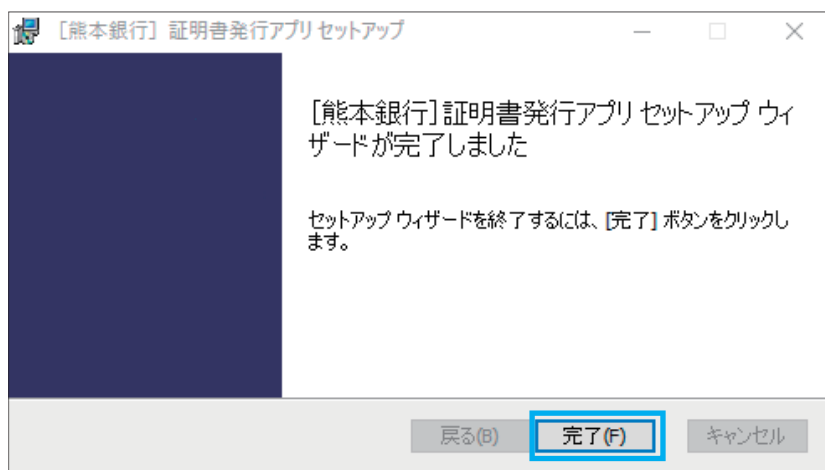 [熊本銀行] 証明書発行アプリ セットアップ
[熊本銀行]証明書発行アプリ セットアップ ウィ
ザードが完了しました
セットアップ ウィザードを終了するには、[完了] ボタンをクリックし
ます。
戻る(B) 完了(F) キャンセル